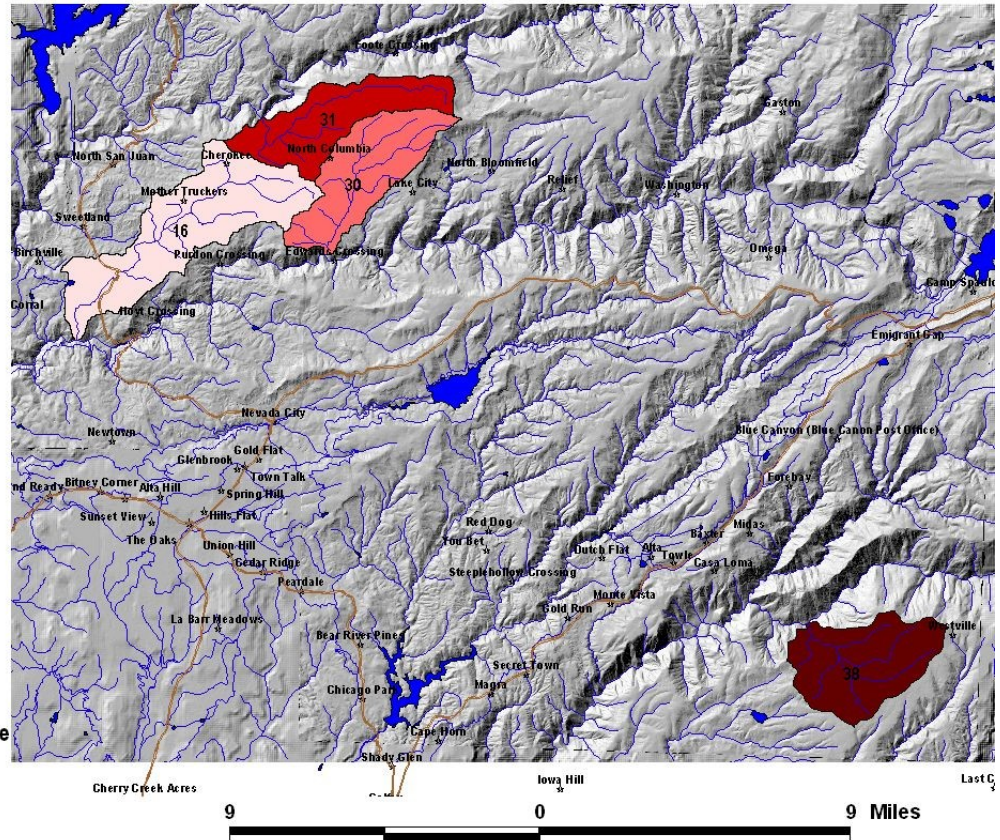 Foote Crossing
Gaston
31
North San Juan
Cherokee
North Columbia
North Bloomfield
Relief
Washington
30
Lake City
Mother Truckers
Sweetland
16
Birchville
Purdon Crossing
Edwards Crossing
Omega
Camp Spauld
Corral
Hoyt Crossing
Emigrant Gap
Nevada City
Newtown
Blue Canyon (Blue Canon Post Office)
Gold Flat
Glenbrook
Town Talk
Forebay
nd Ready
Bitney Corner
Alta Hill
Spring Hill
Sunset View
Hills Flat
Red Dog
Midas
The Oaks
Union Hill
You Bet
Baxter
Dutch Flat
Alta
Towle
Cedar Ridge
Casa Loma
Steeplehollow Crossing
Peardale
Monte Vista
Gold Run
La Barr Meadows
Westville
Bear River Pines
Secret Town
38
Chicago Park
Magra
e
Cape Horn
Shady Glen
Iowa Hill
Last C
Cherry Creek Acres
9 0 9 Miles